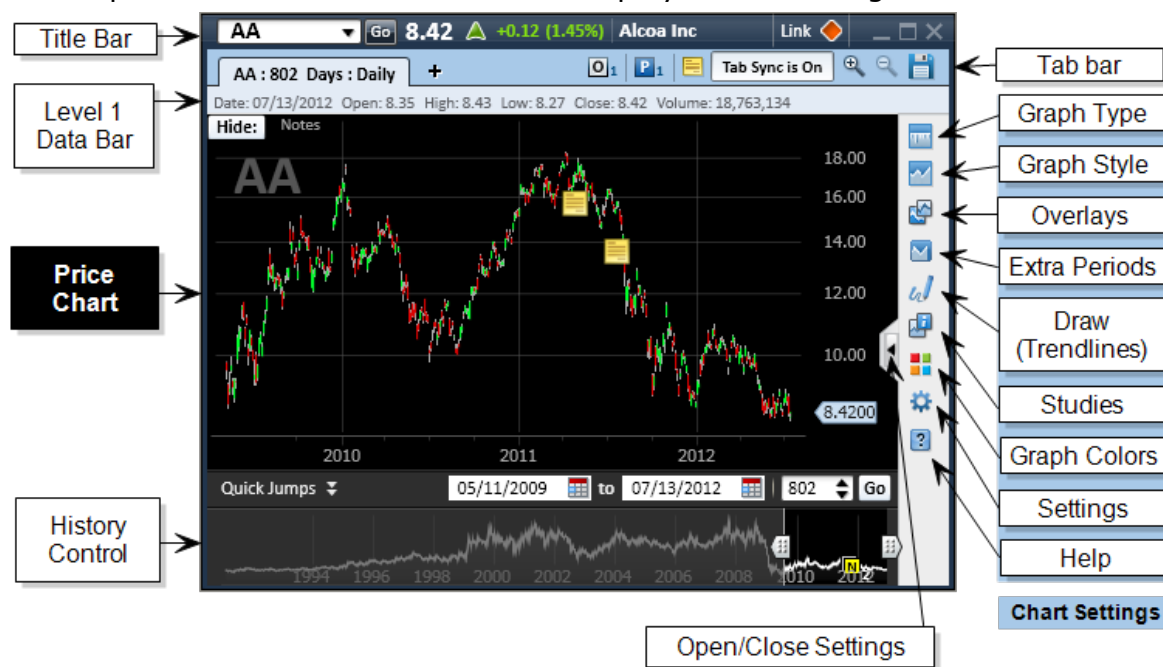 Title Bar
AA Go 8.42 +0.12 (1.45%) Alcoa Inc Link
AA : 802 Days : Daily + O1 P1 Tab Sync is On
Tab bar
Level 1
Data Bar
Date: 07/13/2012 Open: 8.35 High: 8.43 Low: 8.27 Close: 8.42 Volume: 18,763,134
Hide: Notes
AA
18.00
16.00
14.00
12.00
10.00
8.4200
2010 2011 2012
Price
Chart
Graph Type
Graph Style
Overlays
Extra Periods
Draw
(Trendlines)
Studies
Graph Colors
Settings
Help
Chart Settings
Quick Jumps 05/11/2009 to 07/13/2012 802 Go
History
Control
1994 1996 1998 2000 2002 2004 2006 2008 2010 2012
N 2
?
Open/Close Settings